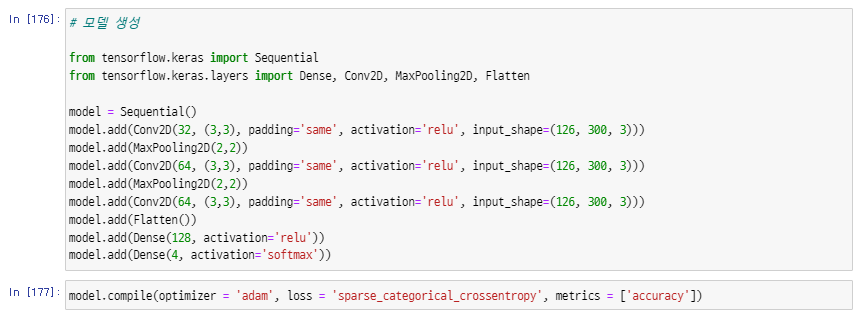 In [176]:
# 모델 생성
from tensorflow.keras import Sequential
from tensorflow.keras.layers import Dense, Conv2D, MaxPooling2D, Flatten
model = Sequential()
model.add(Conv2D(32, (3,3), padding='same', activation='relu', input_shape=(126, 300, 3)))
model.add(MaxPooling2D(2,2))
model.add(Conv2D(64, (3,3), padding='same', activation='relu', input_shape=(126, 300, 3)))
model.add(MaxPooling2D(2,2))
model.add(Conv2D(64, (3,3), padding='same', activation='relu', input_shape=(126, 300, 3)))
model.add(Flatten())
model.add(Dense(128, activation='relu'))
model.add(Dense(4, activation='softmax'))
In [177]:
model.compile(optimizer = 'adam', loss = 'sparse_categorical_crossentropy', metrics = ['accuracy'])